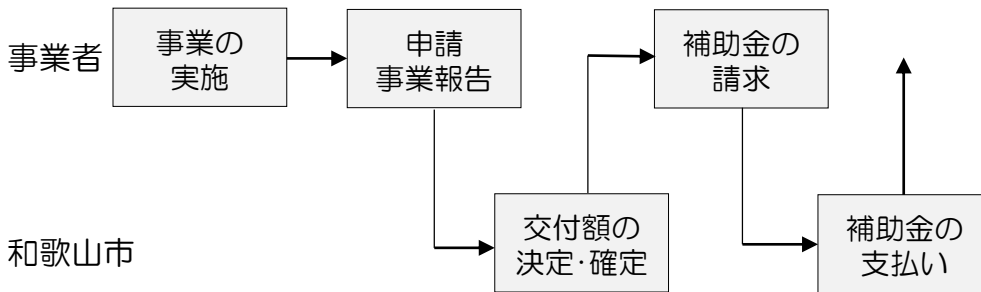 事業者
事業の
実施
申請
事業報告
補助金の
請求
和歌山市
交付額の
決定・確定
補助金の
支払い